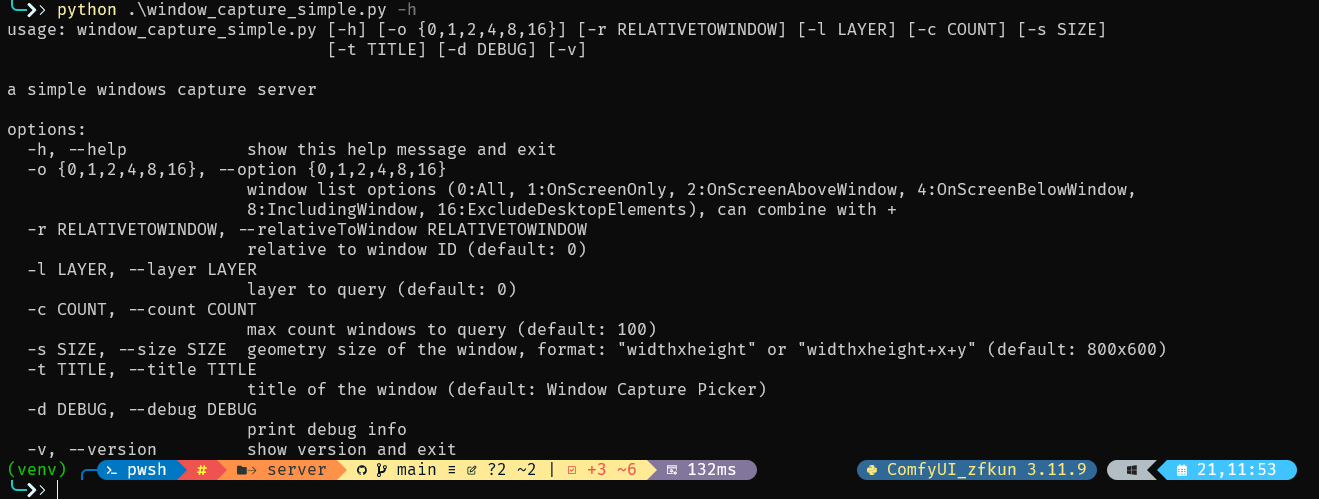 python .\window_capture_simple.py -h
usage: window_capture_simple.py [-h] [-o {0,1,2,4,8,16}] [-r RELATIVETOWINDOW] [-l LAYER] [-c COUNT] [-s SIZE]
[-t TITLE] [-d DEBUG] [-v]
a simple windows capture server
options:
-h, --help show this help message and exit
-o {0,1,2,4,8,16}, --option {0,1,2,4,8,16}
window list options (0:All, 1:OnScreenOnly, 2:OnScreenAboveWindow, 4:OnScreenBelowWindow,
8:IncludingWindow, 16:ExcludeDesktopElements), can combine with +
-r RELATIVETOWINDOW, --relativeToWindow RELATIVETOWINDOW
relative to window ID (default: 0)
-l LAYER, --layer LAYER
layer to query (default: 0)
-c COUNT, --count COUNT
max count windows to query (default: 100)
-s SIZE, --size SIZE geometry size of the window, format: "widthxheight" or "widthxheight+x+y" (default: 800x600)
-t TITLE, --title TITLE
title of the window (default: Window Capture Picker)
-d DEBUG, --debug DEBUG
print debug info
-v, --version show version and exit
(venv) pwsh # server main ≡ ?2 ~2 | +3 ~6 132ms ComfyUI_zfkun 3.11.9 21,11:53